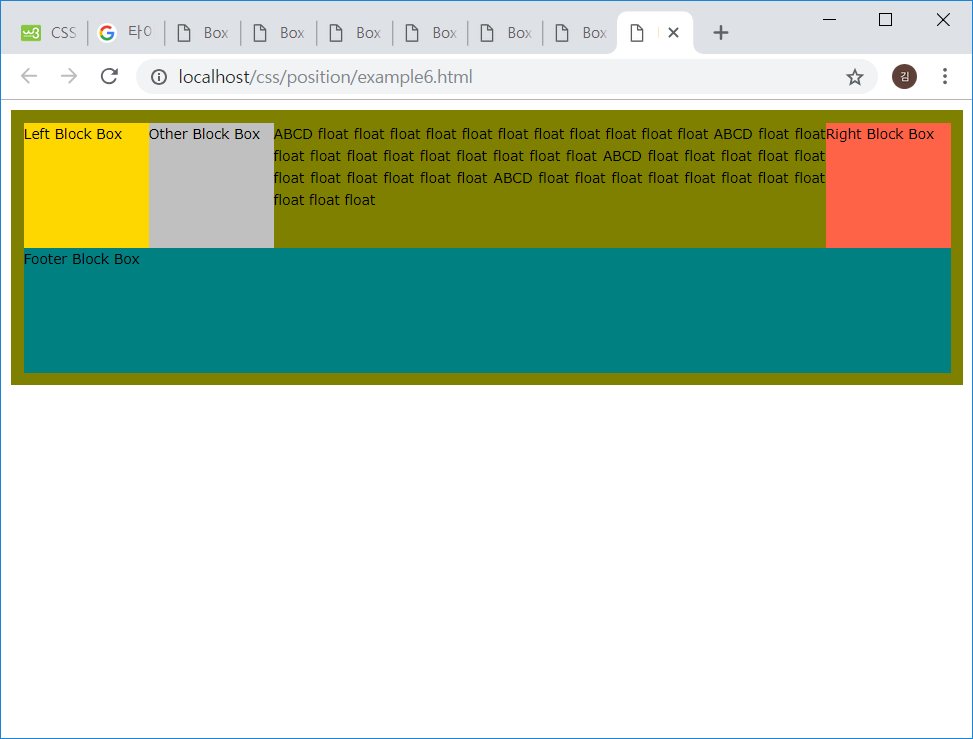 CSS
타이
Box
Box
Box
Box
Box
Box
localhost/css/position/example6.html
김
Left Block Box
Other Block Box
ABCD float float float float float float float float float float float ABCD float float
float float float float float float float float float ABCD float float float float float
float float float float float float ABCD float float float float float float float float
float float float
Right Block Box
Footer Block Box